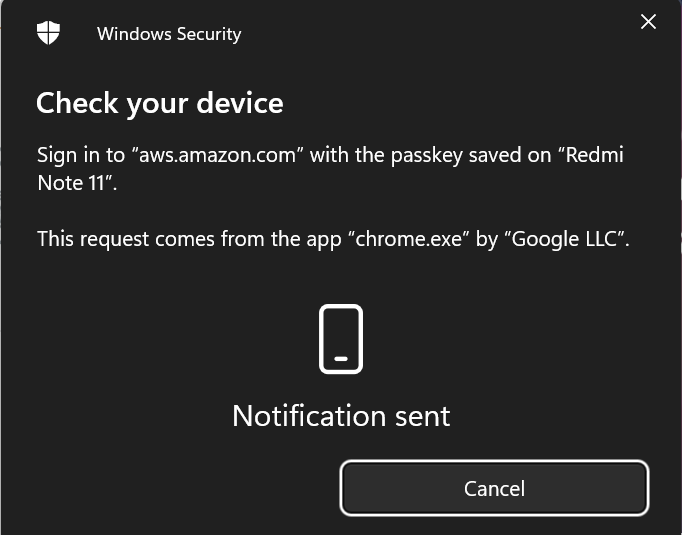 Windows Security
Check your device
Sign in to “aws.amazon.com” with the passkey saved on “Redmi
Note 11”.
This request comes from the app “chrome.exe” by “Google LLC”.
Notification sent
Cancel